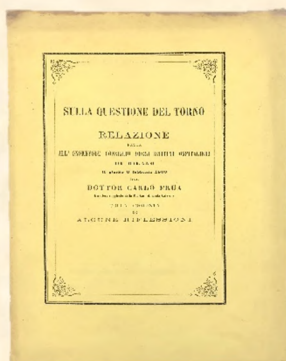 SULLA QUESTIONE DEL TORNO
RELAZIONE
ALL' ONOREVOLE CONSIGLIO DEGLI ISTITUTI OSPITALIERI
DI MILANO
DOTTOR CARLO FRUA
ALCUNE RIFLESSIONI